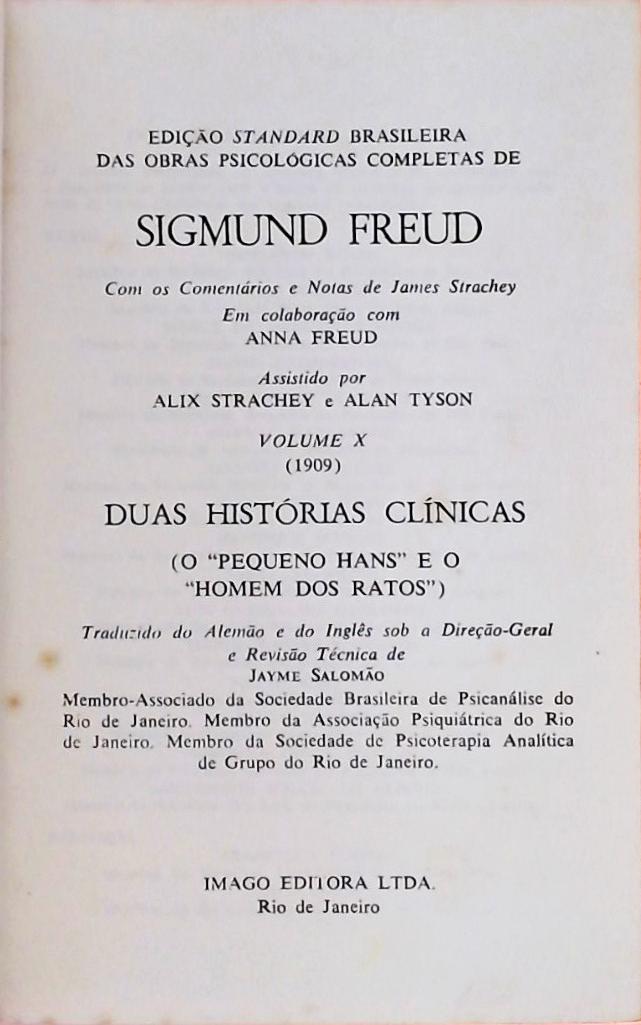 EDIÇÃO STANDARD BRASILEIRA
DAS OBRAS PSICOLÓGICAS COMPLETAS DE
SIGMUND FREUD
Com os Comentários e Notas de James Strachey
Em colaboração com
ANNA FREUD
Assistido por
ALIX STRACHEY e ALAN TYSON
VOLUME X
(1909)
DUAS HISTÓRIAS CLÍNICAS
(O “PEQUENO HANS” E O
“HOMEM DOS RATOS”)
Traduzido do Alemão e do Inglês sob a Direção-Geral
e Revisão Técnica de
JAYME SALOMÃO
Membro-Associado da Sociedade Brasileira de Psicanálise do
Rio de Janeiro. Membro da Associação Psiquiátrica do Rio
de Janeiro. Membro da Sociedade de Psicoterapia Analítica
de Grupo do Rio de Janeiro.
IMAGO EDITORA LTDA.
Rio de Janeiro